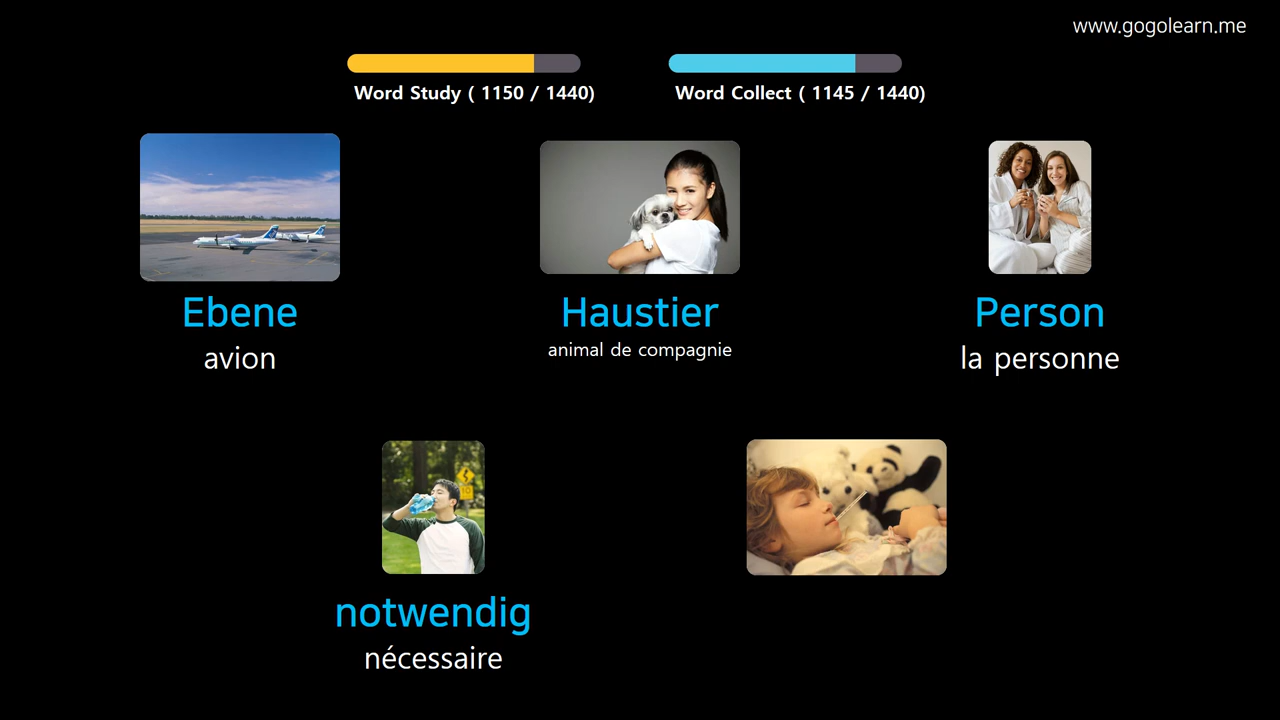 www.gogolearn.me
Word Study ( 1150 / 1440)
Word Collect ( 1145 / 1440)
Ebene
avion
Haustier
animal de compagnie
Person
la personne
notwendig
nécessaire